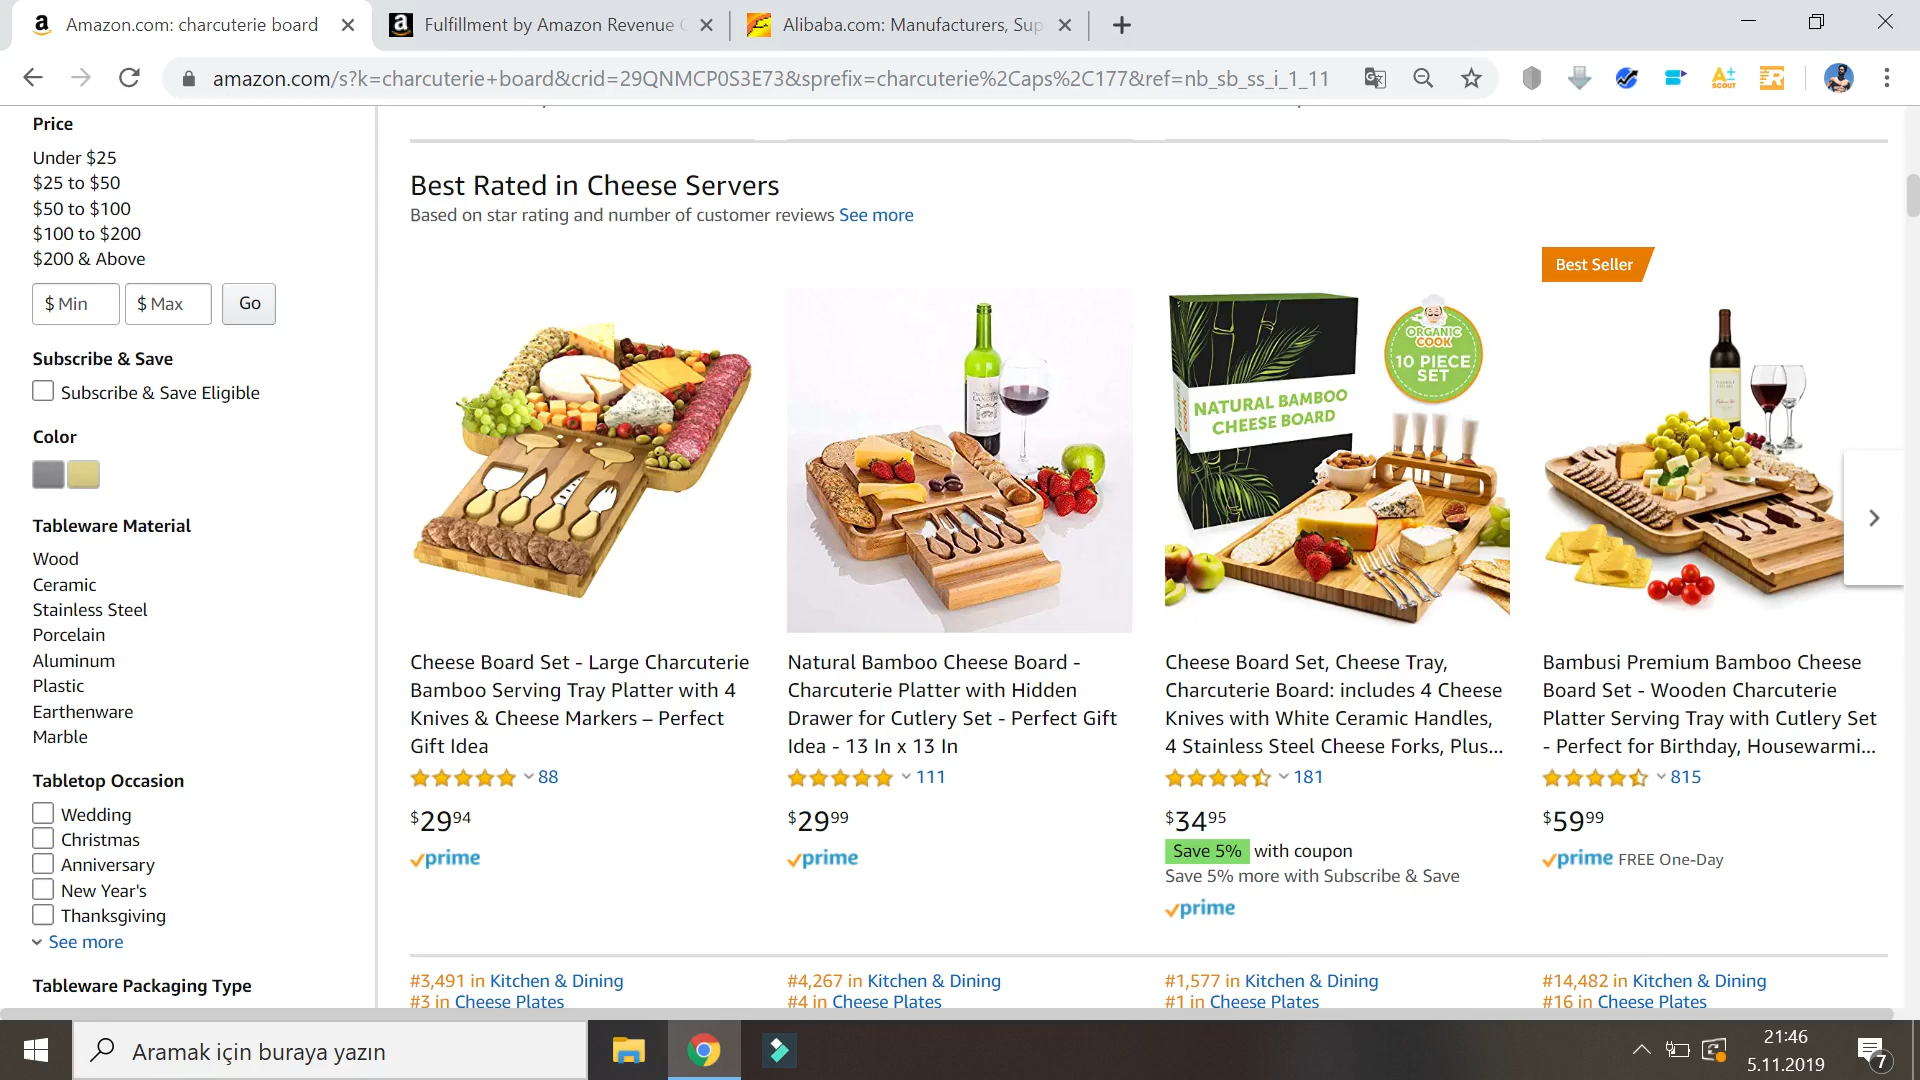 Amazon.com: charcuterie board
Fulfillment by Amazon Revenue
Alibaba.com: Manufacturers, Sup
amazon.com/s?k=charcuterie+board&crid=29QNMCP0S3E73&sprefix=charcuterie%2Caps%2C177&ref=nb_sb_ss_i_1_11
Price
Under $25
$25 to $50
$50 to $100
$100 to $200
$200 & Above
$ Min $ Max Go
Subscribe & Save
Subscribe & Save Eligible
Color
Tableware Material
Wood
Ceramic
Stainless Steel
Porcelain
Aluminum
Plastic
Earthenware
Marble
Tabletop Occasion
Wedding
Christmas
Anniversary
New Year's
Thanksgiving
See more
Tableware Packaging Type
Best Rated in Cheese Servers
Based on star rating and number of customer reviews See more
Cheese Board Set - Large Charcuterie
Bamboo Serving Tray Platter with 4
Knives & Cheese Markers – Perfect
Gift Idea
88
$29 94
prime
Natural Bamboo Cheese Board -
Charcuterie Platter with Hidden
Drawer for Cutlery Set - Perfect Gift
Idea - 13 In x 13 In
111
$29 99
prime
NATURAL BAMBOO
CHEESE BOARD
ORGANIC
COOK
10 PIECE
SET
Cheese Board Set, Cheese Tray,
Charcuterie Board: includes 4 Cheese
Knives with White Ceramic Handles,
4 Stainless Steel Cheese Forks, Plus...
181
$34 95
Save 5% with coupon
Save 5% more with Subscribe & Save
prime
Best Seller
Bambusi Premium Bamboo Cheese
Board Set - Wooden Charcuterie
Platter Serving Tray with Cutlery Set
- Perfect for Birthday, Housewarmi...
815
$59 99
prime FREE One-Day
#3,491 in Kitchen & Dining
#3 in Cheese Plates
#4,267 in Kitchen & Dining
#4 in Cheese Plates
#1,577 in Kitchen & Dining
#1 in Cheese Plates
#14,482 in Kitchen & Dining
#16 in Cheese Plates
Aramak için buraya yazın
21:46
5.11.2019
7